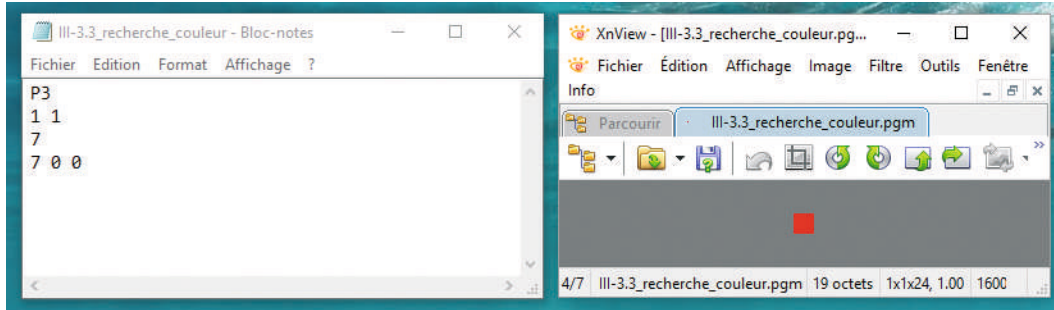 III-3.3_recherche_couleur - Bloc-notes
Fichier Edition Format Affichage ?
P3
1 1
7
7 0 0
XnView - [III-3.3_recherche_couleur.pg...
Fichier Édition Affichage Image Filtre Outils Fenêtre
Info
Parcourir
III-3.3_recherche_couleur.pgm
4/7 III-3.3_recherche_couleur.pgm 19 octets 1x1x24, 1.00 1600